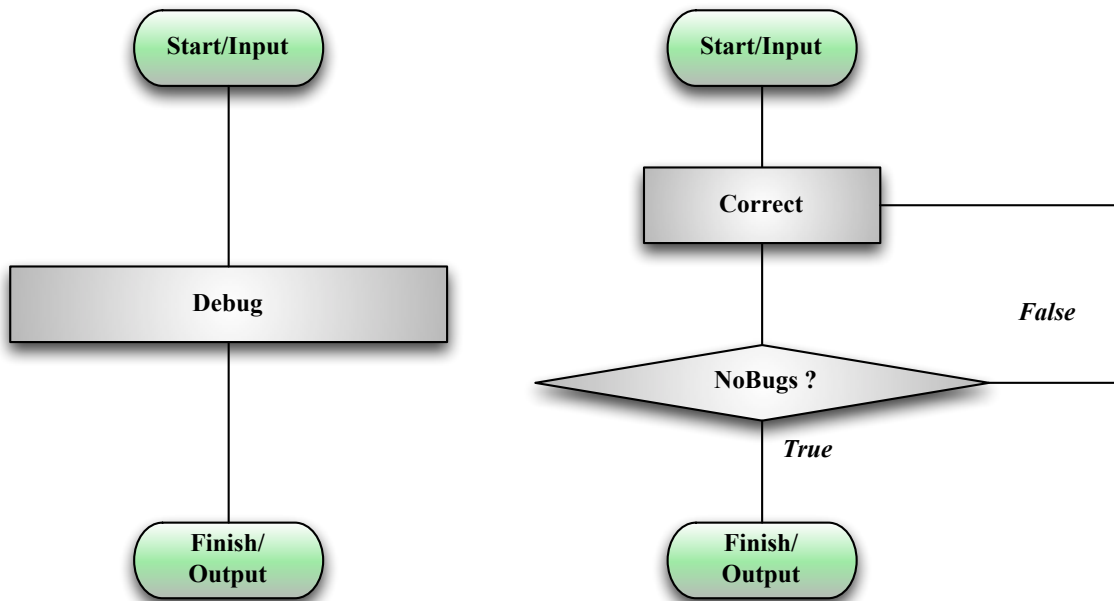 Start/Input
Debug
Finish/
Output
Start/Input
Correct
False
NoBugs ?
True
Finish/
Output